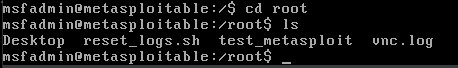 msfadmin@metasploitable:/$ cd root
msfadmin@metasploitable:/root$ ls
Desktop  reset_logs.sh  test_metasploit  vnc.log
msfadmin@metasploitable:/root$ _